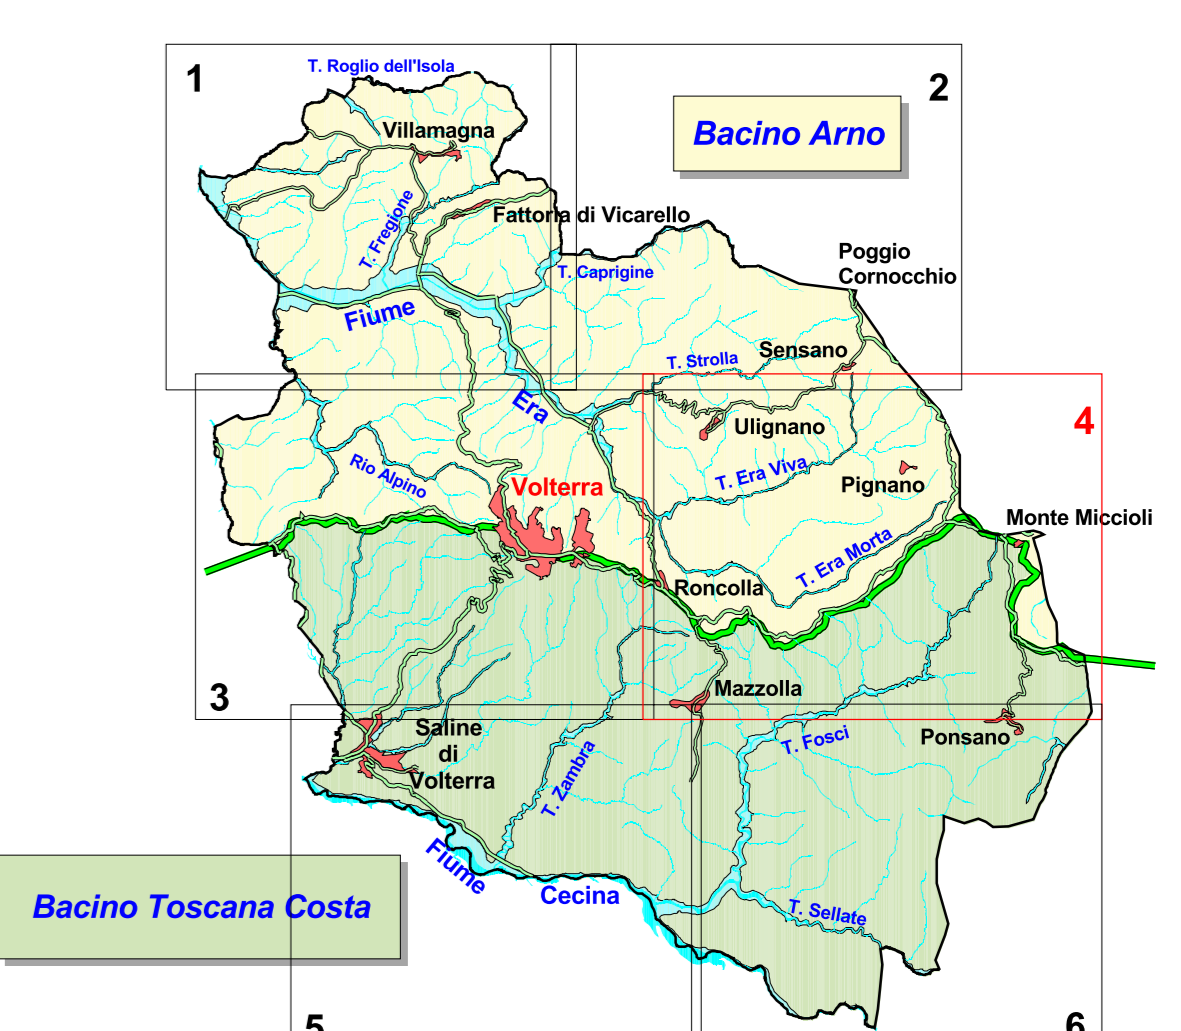 T. Roglio dell'Isola
1
2
Villamagna
Bacino Arno
T. Fregione
Fattoria di Vicarello
Poggio
Cornocchio
T. Caprigine
Fiume
Sensano
T. Strolla
Era
4
Ulignano
Rio Alpino
T. Era Viva
Volterra
Pignano
Monte Miccioli
T. Era Morta
Roncolla
3
Mazzolla
Saline
di
Volterra
T. Zambra
T. Fosci
Ponsano
Fiume
Cecina
Bacino Toscana Costa
T. Sellate
5
6